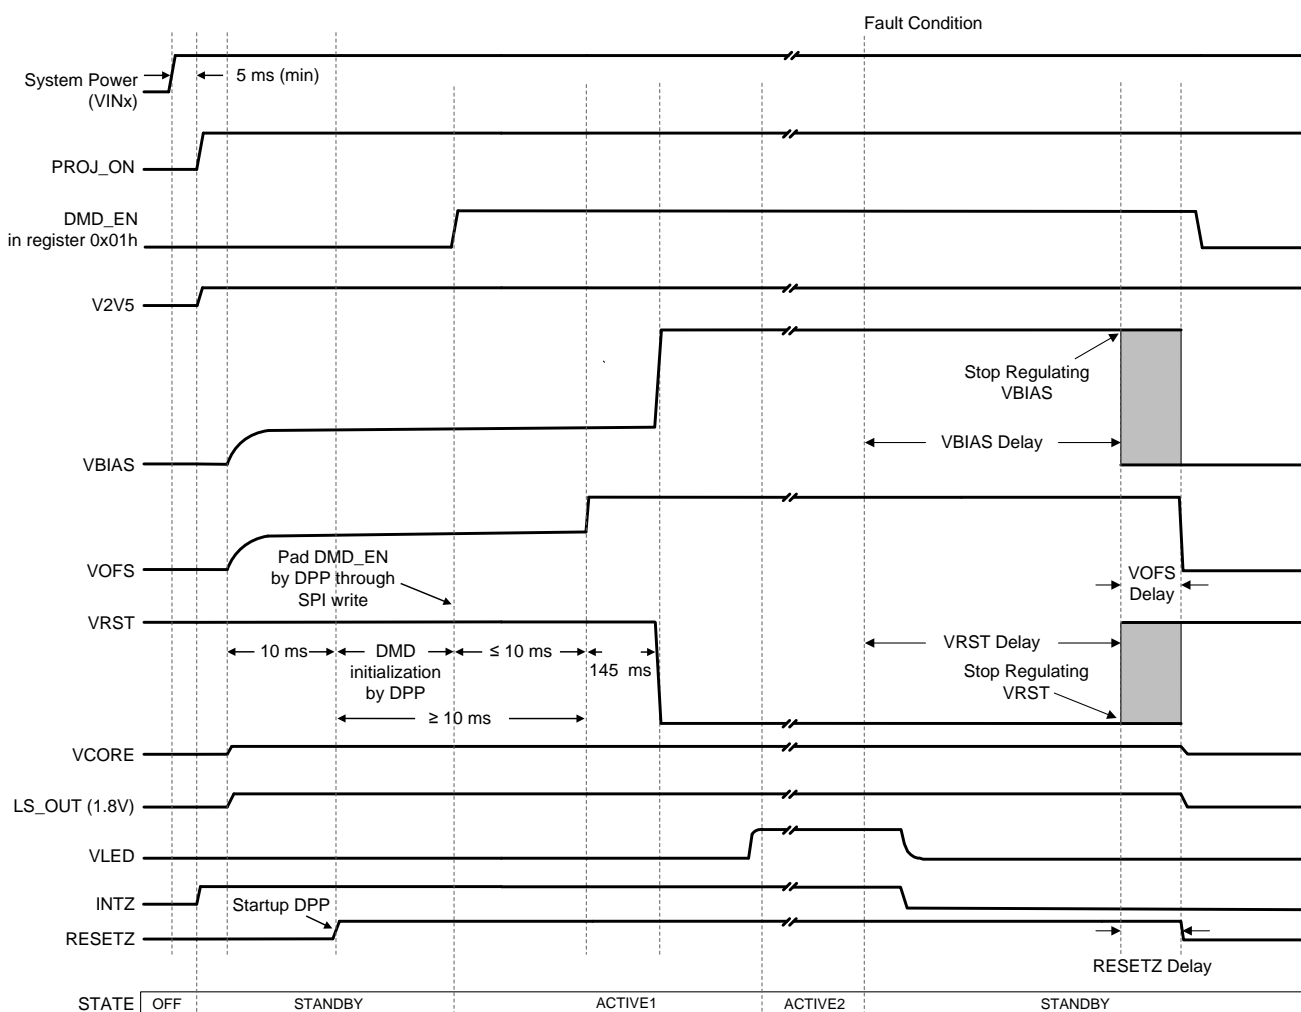 Fault Condition
System Power
(VINx)
5 ms (min)
PROJ_ON
DMD_EN
in register 0x01h
V2V5
Stop Regulating
VBIAS
VBIAS Delay
VBIAS
Pad DMD_EN
by DPP through
SPI write
VOFS
VOFS
Delay
VRST
10 ms
DMD
initialization
by DPP
≤ 10 ms
145 ms
VRST Delay
Stop Regulating
VRST
≥ 10 ms
VCORE
LS_OUT (1.8V)
VLED
INTZ
Startup DPP
RESETZ
RESETZ Delay
STATE OFF STANDBY ACTIVE1 ACTIVE2 STANDBY